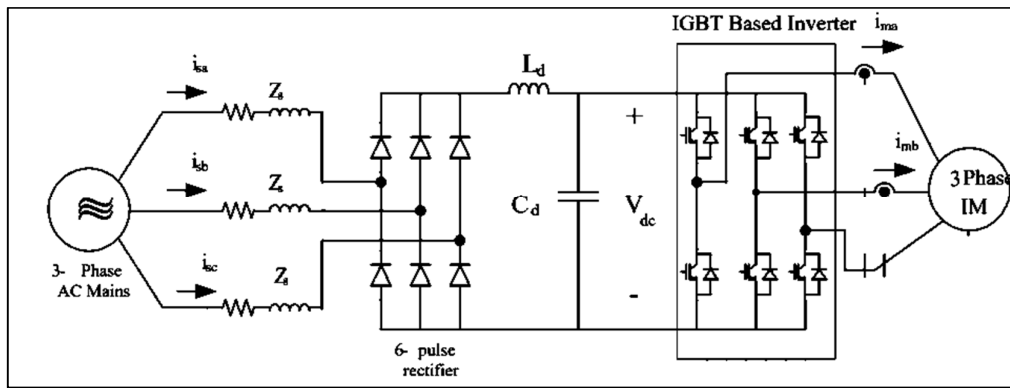 IGBT Based Inverter
i_ma
i_sa
Z_s
L_d
+
i_mb
i_sb
Z_s
C_d
V_dc
3 Phase
IM
3- Phase
AC Mains
i_sc
Z_s
-
6- pulse
rectifier